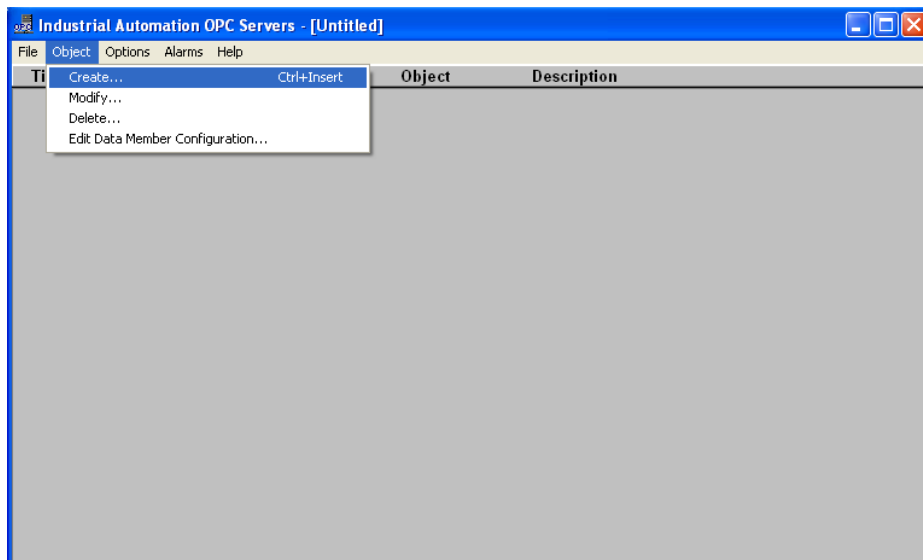 Industrial Automation OPC Servers - [Untitled]
File Object Options Alarms Help
Ti Object Description
Create... Ctrl+Insert
Modify...
Delete...
Edit Data Member Configuration...